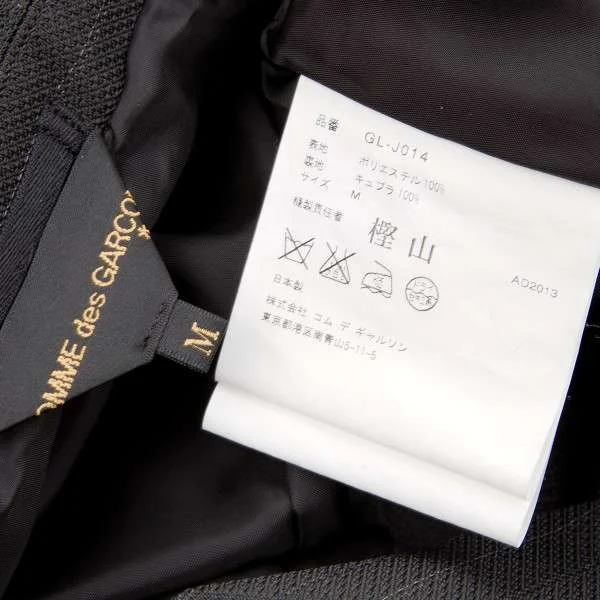 COMME des GARÇO
*
M
品番 GL-J014
表地 ポリエステル100%
裏地 キュプラ100%
サイズ M
縫製責任者 樫山
AD2013
日本製
株式会社 コム デ ギャルソン
東京都港区南青山5-11-5